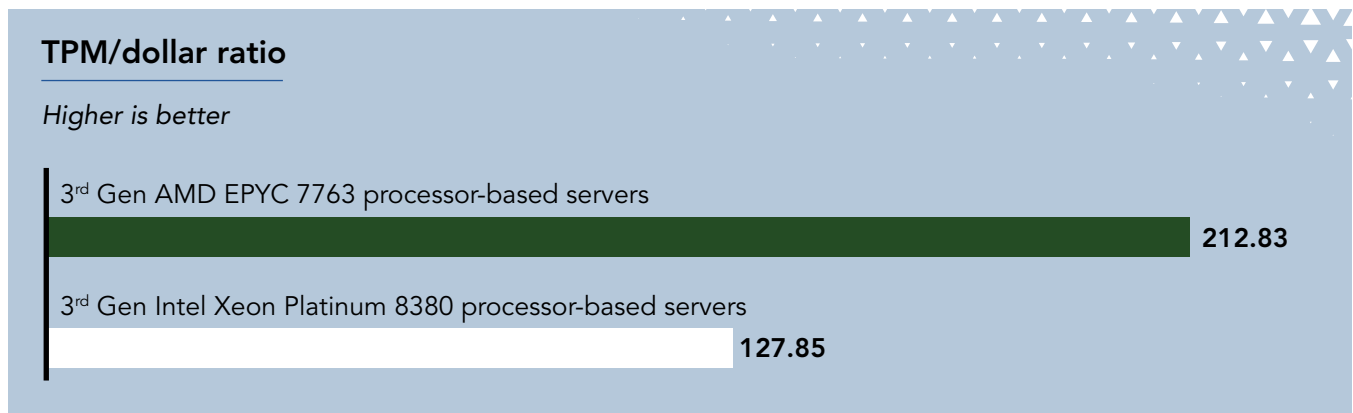 TPM/dollar ratio
Higher is better
3rd Gen AMD EPYC 7763 processor-based servers
212.83
3rd Gen Intel Xeon Platinum 8380 processor-based servers
127.85